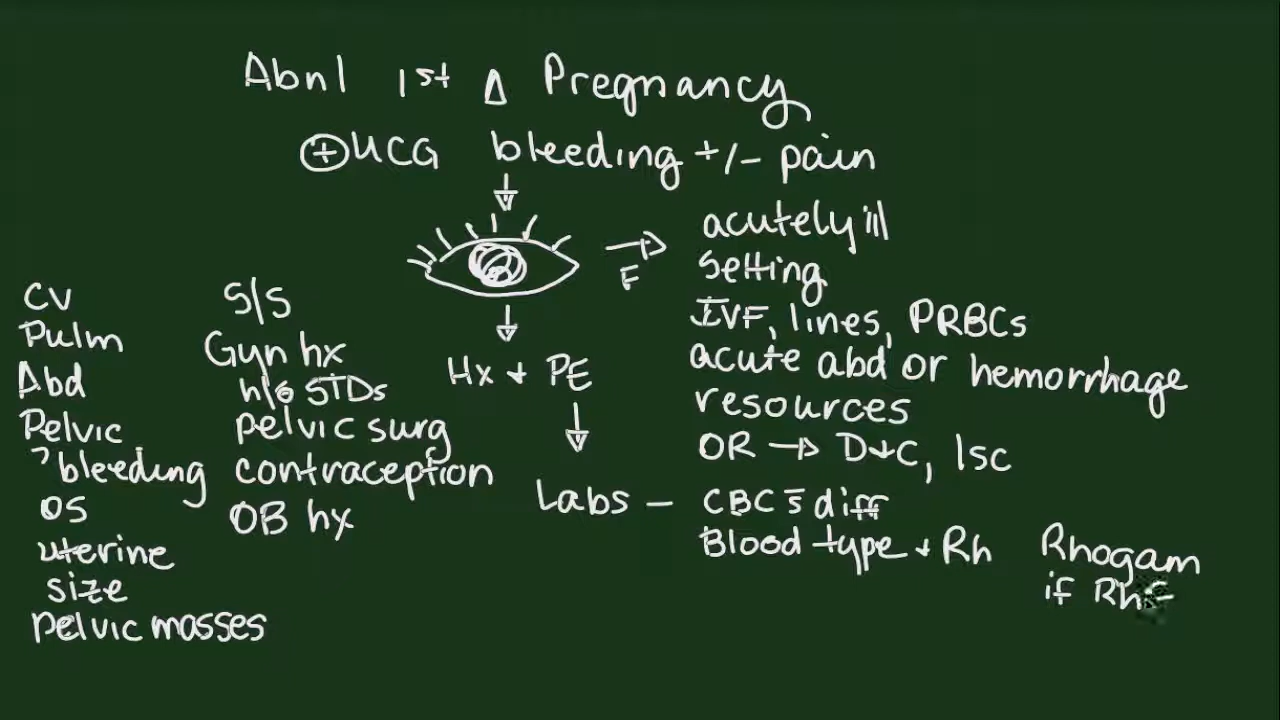 Abnl 1st Δ Pregnancy
⊕ UCG bleeding +/- pain
acutely ill
setting
IVF, lines, PRBCs
acute abd or hemorrhage
resources
OR → D+C, lsc
F
Hx + PE
Labs – CBC s̄ diff
Blood type + Rh
Rhogam
if Rh
S/S
Gyn hx
h/o STDs
pelvic surg
contraception
OB hx
CV
Pulm
Abd
Pelvic
? bleeding
OS
uterine
size
pelvic masses